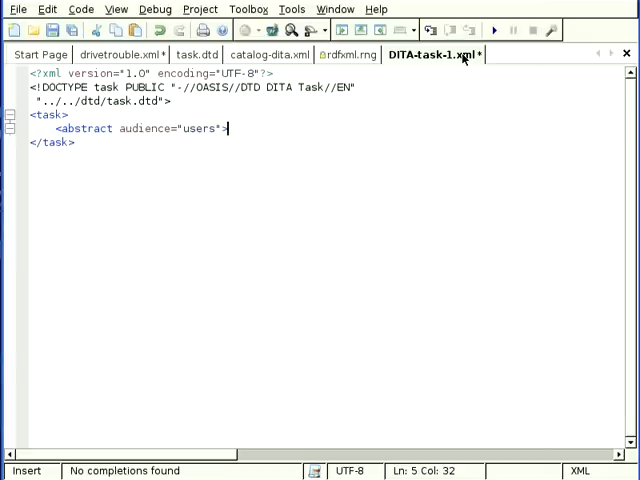 File Edit Code View Debug Project Toolbox Tools Window Help
Start Page drivetrouble.xml* task.dtd catalog-dita.xml rdfxml.rng DITA-task-1.xml*
<?xml version="1.0" encoding="UTF-8"?>
<!DOCTYPE task PUBLIC "-//OASIS//DTD DITA Task//EN"
"../../dtd/task.dtd">
<task>
<abstract audience="users">
</task>
Insert No completions found UTF-8 Ln: 5 Col: 32 XML